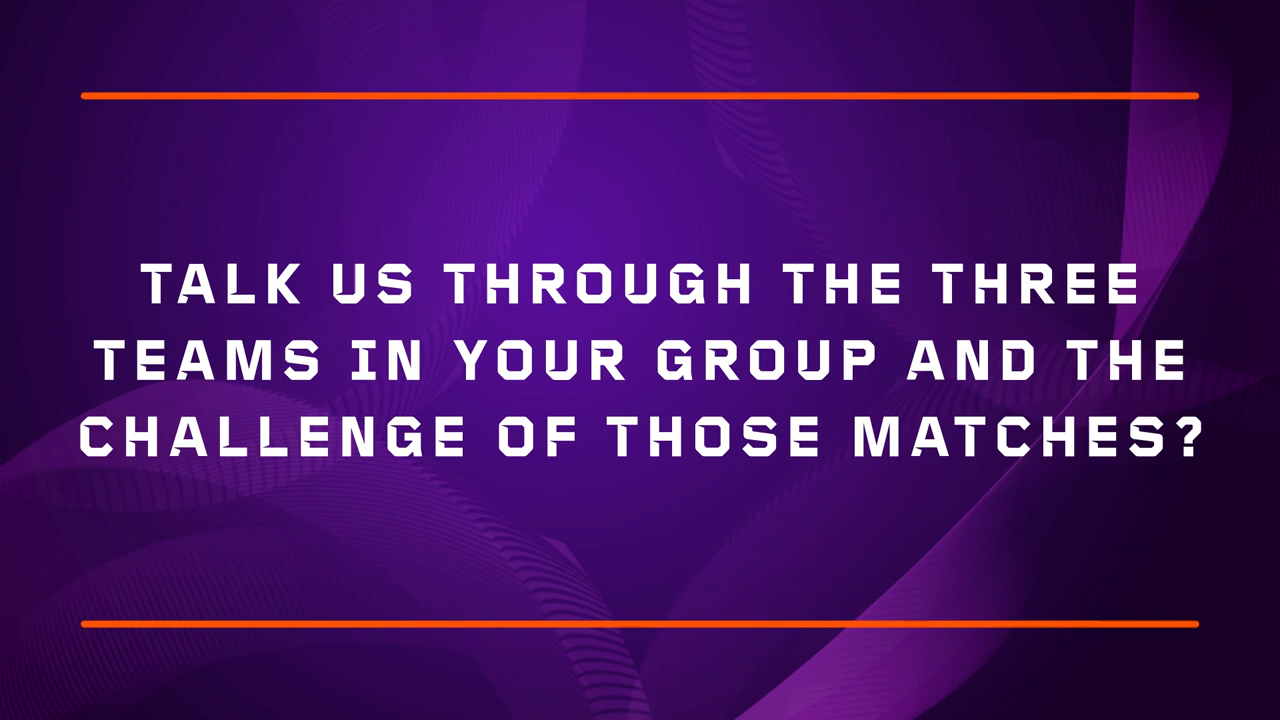 TALK US THROUGH THE THREE
TEAMS IN YOUR GROUP AND THE
CHALLENGE OF THOSE MATCHES?